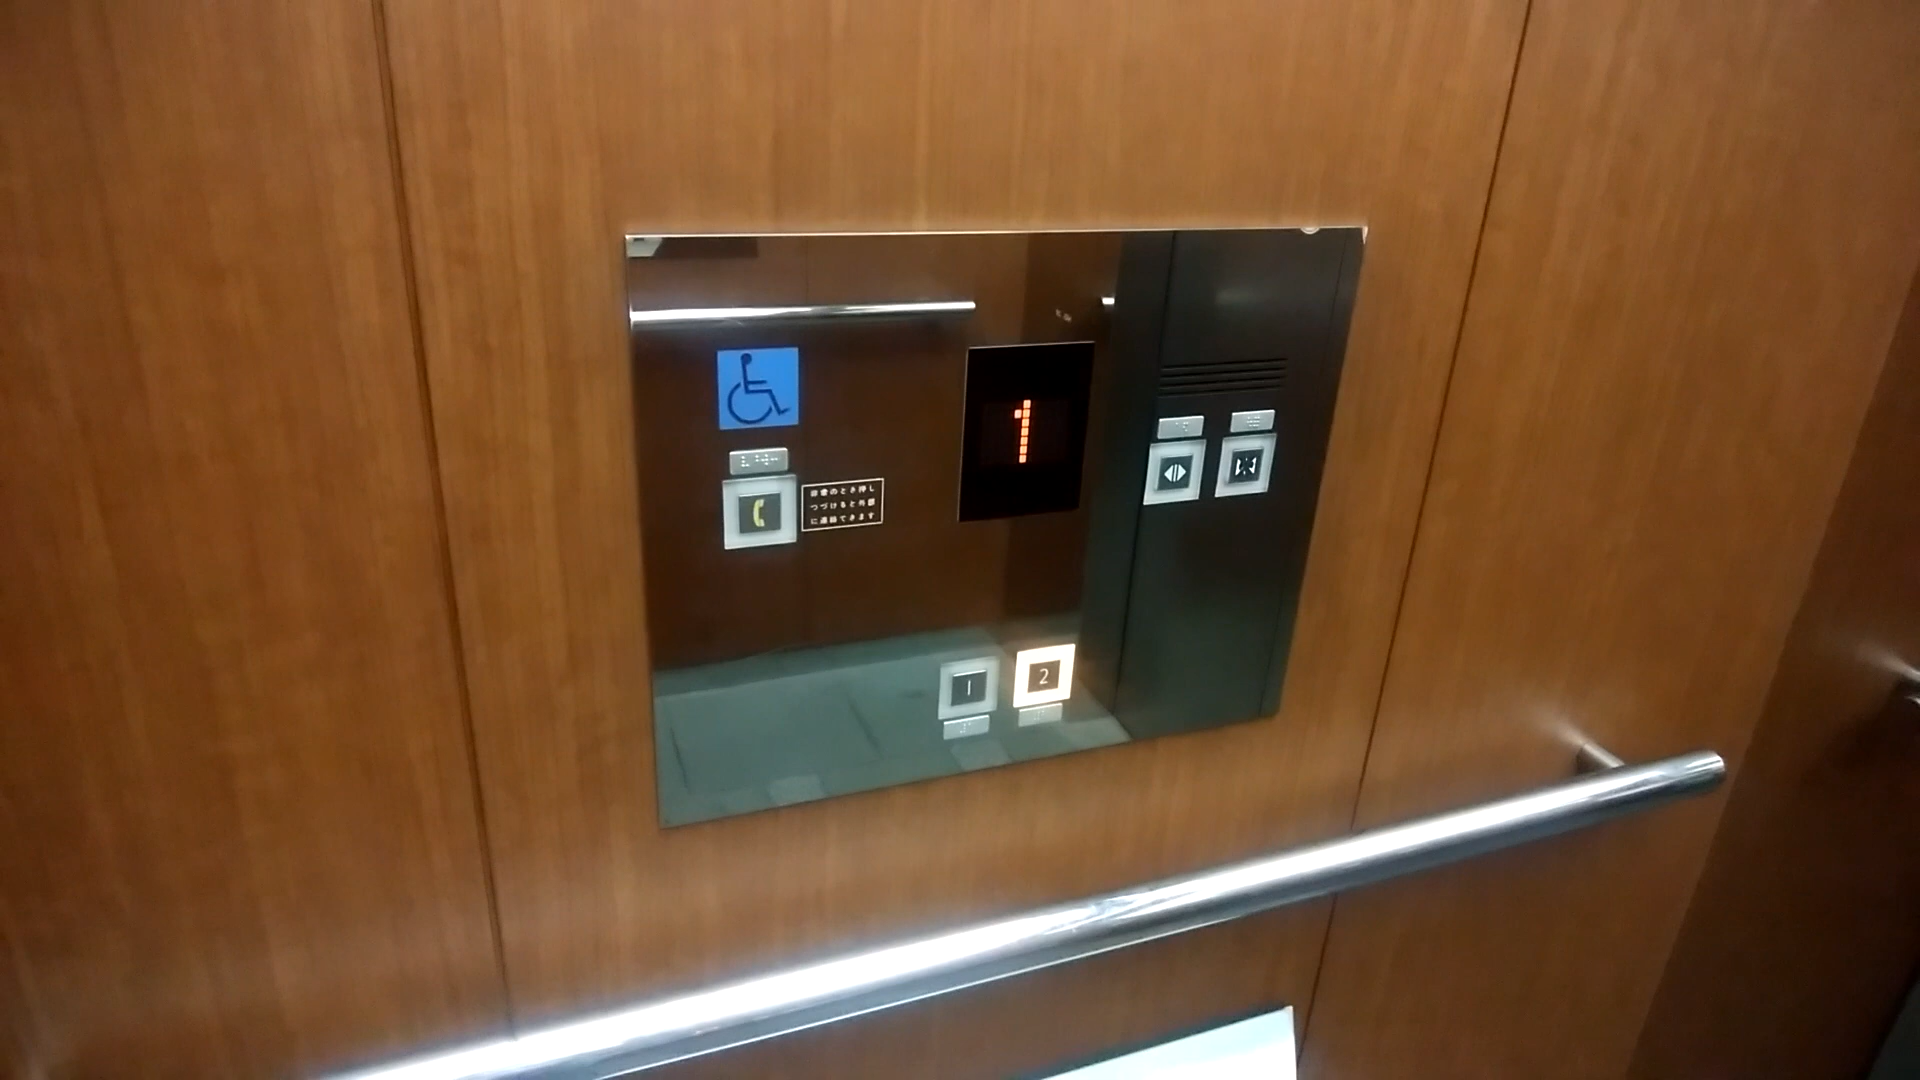 1
非常のとき押し
つづけると外部
に連絡できます
1
2